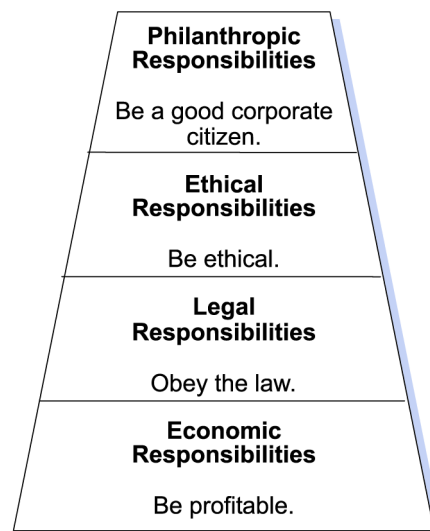 Philanthropic
Responsibilities
Be a good corporate
citizen.
Ethical
Responsibilities
Be ethical.
Legal
Responsibilities
Obey the law.
Economic
Responsibilities
Be profitable.